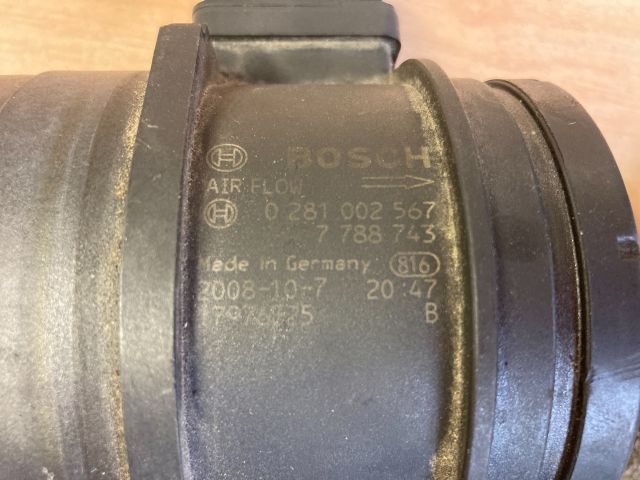 BOSCH
AIR FLOW
0 281 002 567
7 788 743
Made in Germany 816
2008-10-7 20:47
B